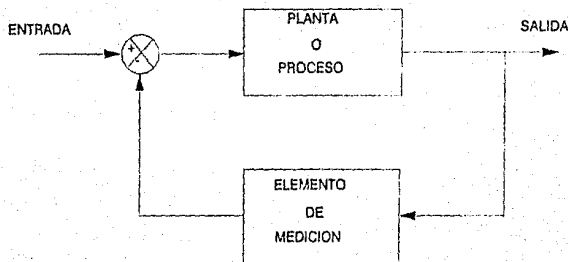 ENTRADA
+
-
PLANTA
O
PROCESO
SALIDA
ELEMENTO
DE
MEDICION